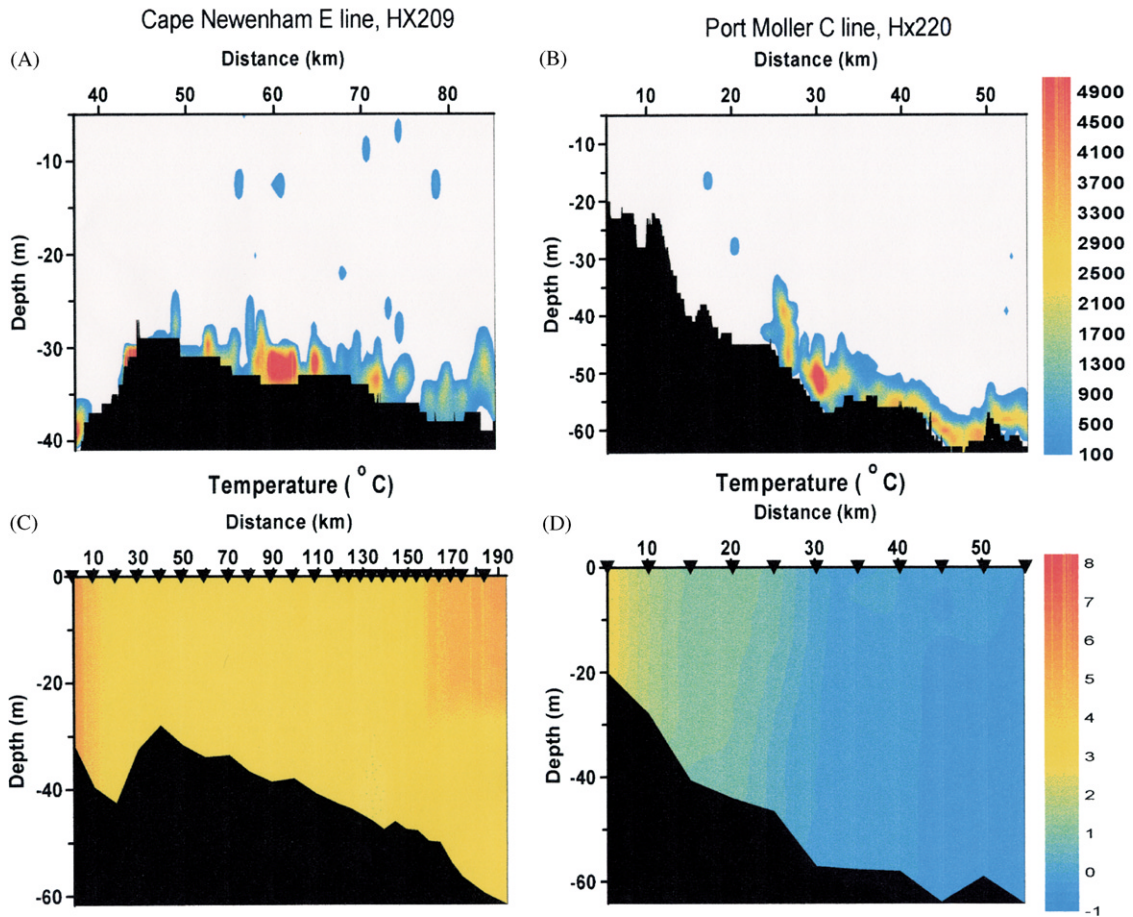 Cape Newenham E line, HX209
Port Moller C line, Hx220
(A)
Distance (km)
40 50 60 70 80
Depth (m)
-10
-20
-30
-40
(B)
Distance (km)
10 20 30 40 50
Depth (m)
-10
-20
-30
-40
-50
-60
4900
4100
3700
3300
2900
2500
2100
1700
1300
900
500
100
Temperature ( °C)
(C)
Distance (km)
10 30 50 70 90 110 130 150 170 190
Depth (m)
0
-20
-40
-60
Temperature ( °C)
(D)
Distance (km)
10 20 30 40 50
Depth (m)
0
-20
-40
-60
8
7
6
5
4
3
2
1
0
-1